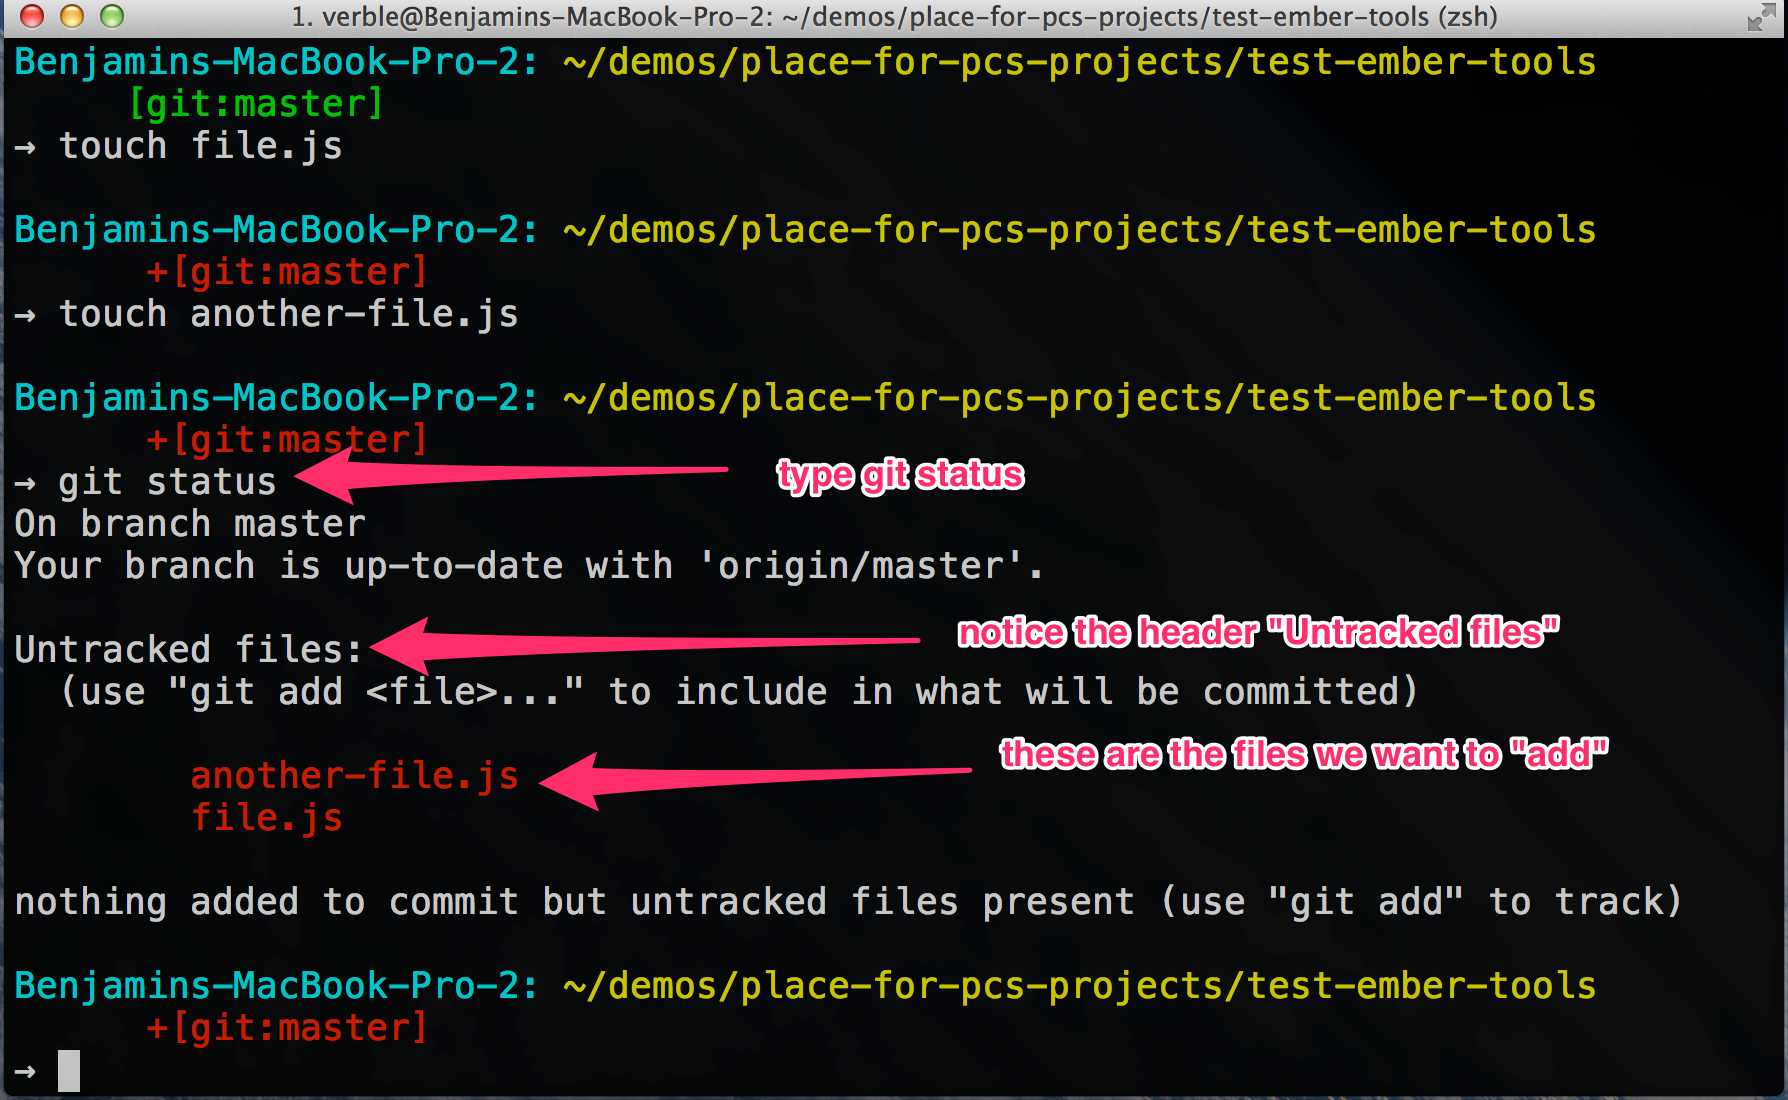 1. verble@Benjamins-MacBook-Pro-2: ~/demos/place-for-pcs-projects/test-ember-tools (zsh)
Benjamins-MacBook-Pro-2: ~/demos/place-for-pcs-projects/test-ember-tools
[git:master]
→ touch file.js
Benjamins-MacBook-Pro-2: ~/demos/place-for-pcs-projects/test-ember-tools
+[git:master]
→ touch another-file.js
Benjamins-MacBook-Pro-2: ~/demos/place-for-pcs-projects/test-ember-tools
+[git:master]
→ git status
type git status
On branch master
Your branch is up-to-date with 'origin/master'.
Untracked files:
notice the header "Untracked files"
(use "git add <file>..." to include in what will be committed)
these are the files we want to "add"
another-file.js
file.js
nothing added to commit but untracked files present (use "git add" to track)
Benjamins-MacBook-Pro-2: ~/demos/place-for-pcs-projects/test-ember-tools
+[git:master]
→